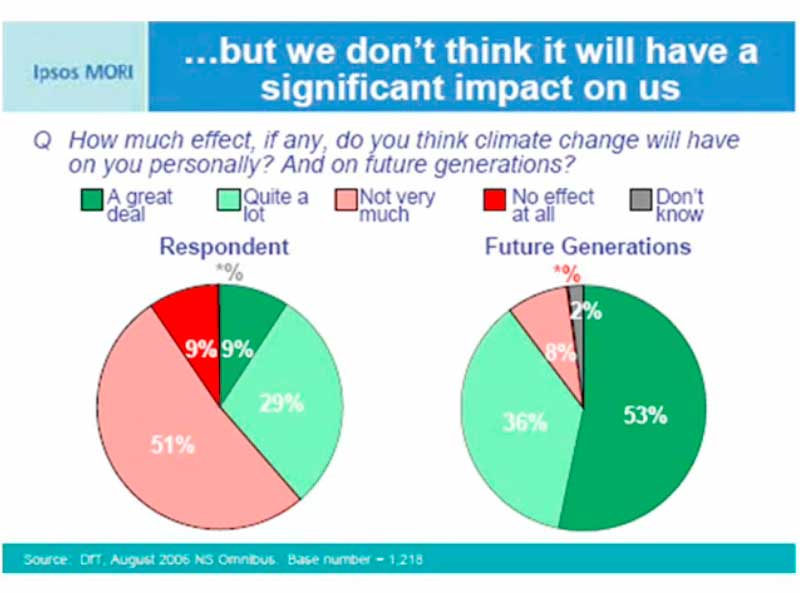 Ipsos MORI
...but we don't think it will have a
significant impact on us
Q How much effect, if any, do you think climate change will have
on you personally? And on future generations?
A great
deal
Quite a
lot
Not very
much
No effect
at all
Don't
know
Respondent
*%
9%
9%
29%
51%
Future Generations
*%
2%
8%
36%
53%
Source: DfT, August 2006 NIS Omnibus. Base number = 1,218